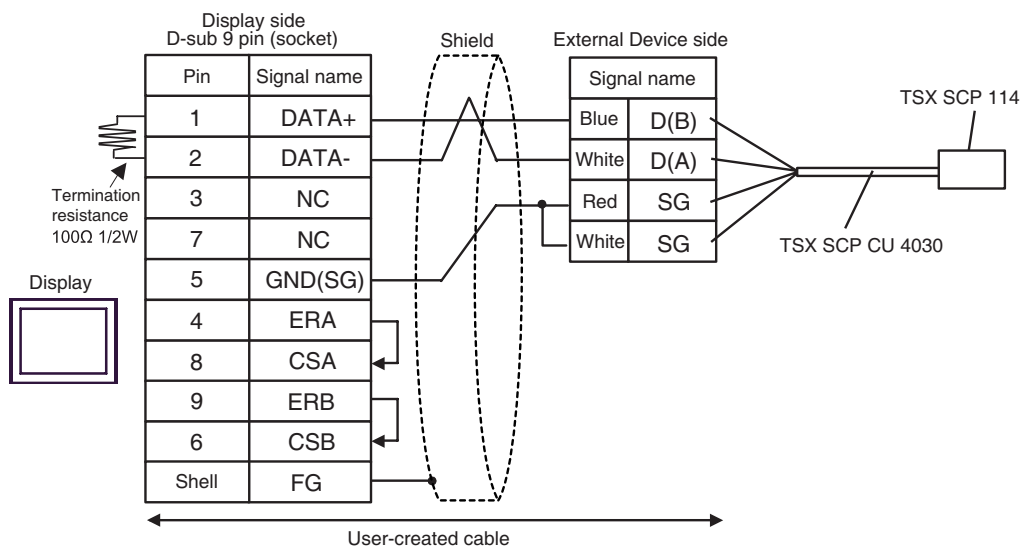 Display side
D-sub 9 pin (socket)
Shield
External Device side
Pin Signal name
1 DATA+
2 DATA-
3 NC
7 NC
5 GND(SG)
4 ERA
8 CSA
9 ERB
6 CSB
Shell FG
Termination
resistance
100Ω 1/2W
Display
Signal name
Blue D(B)
White D(A)
Red SG
White SG
TSX SCP 114
TSX SCP CU 4030
User-created cable